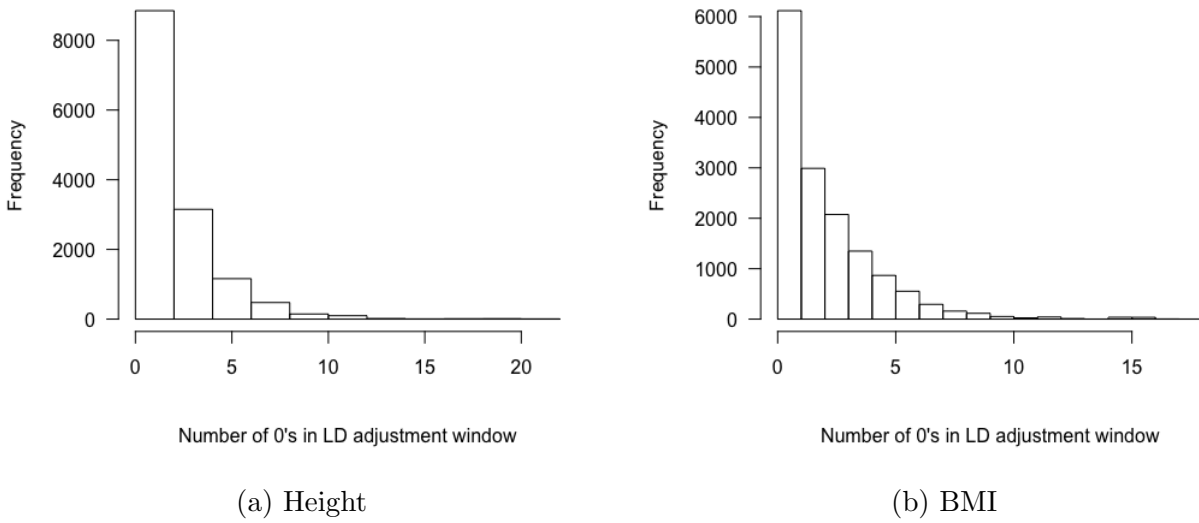 8000
6000
4000
2000
0
Frequency
0 5 10 15 20
Number of 0's in LD adjustment window
(a) Height
6000
5000
4000
3000
2000
1000
0
Frequency
0 5 10 15
Number of 0's in LD adjustment window
(b) BMI